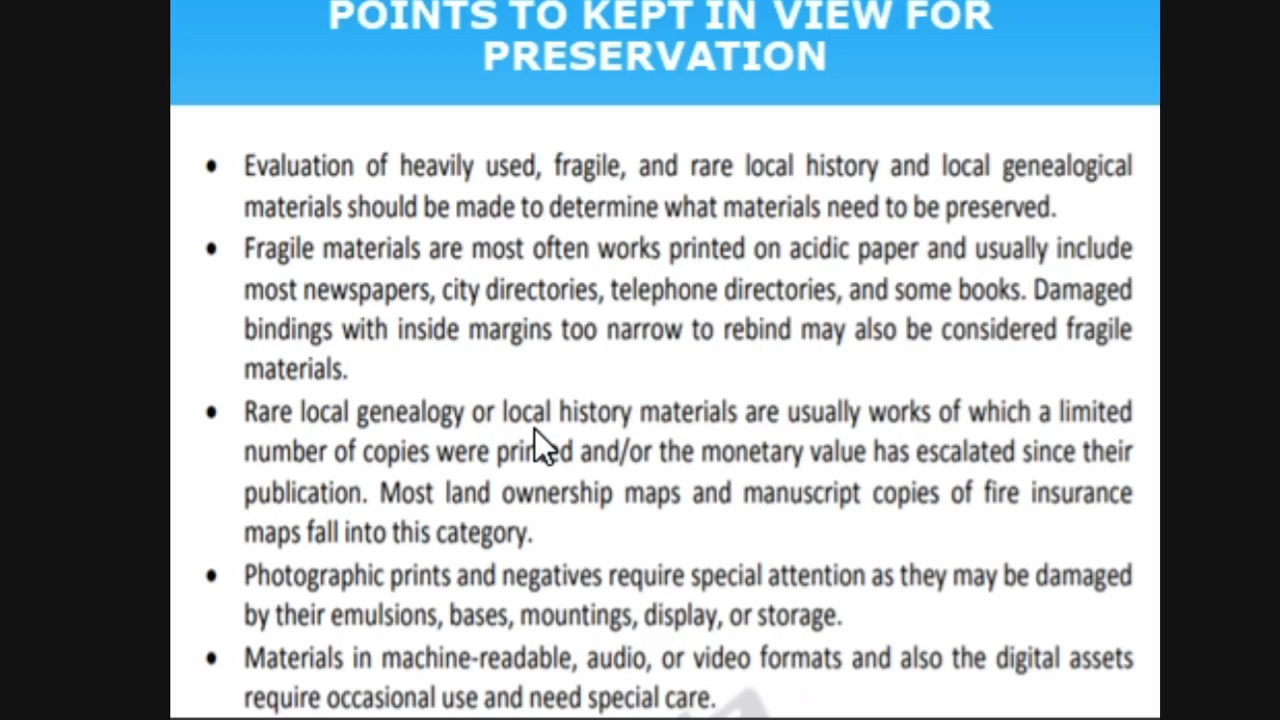 POINTS TO KEPT IN VIEW FOR
PRESERVATION
• Evaluation of heavily used, fragile, and rare local history and local genealogical
materials should be made to determine what materials need to be preserved.
• Fragile materials are most often works printed on acidic paper and usually include
most newspapers, city directories, telephone directories, and some books. Damaged
bindings with inside margins too narrow to rebind may also be considered fragile
materials.
• Rare local genealogy or local history materials are usually works of which a limited
number of copies were printed and/or the monetary value has escalated since their
publication. Most land ownership maps and manuscript copies of fire insurance
maps fall into this category.
• Photographic prints and negatives require special attention as they may be damaged
by their emulsions, bases, mountings, display, or storage.
• Materials in machine-readable, audio, or video formats and also the digital assets
require occasional use and need special care.